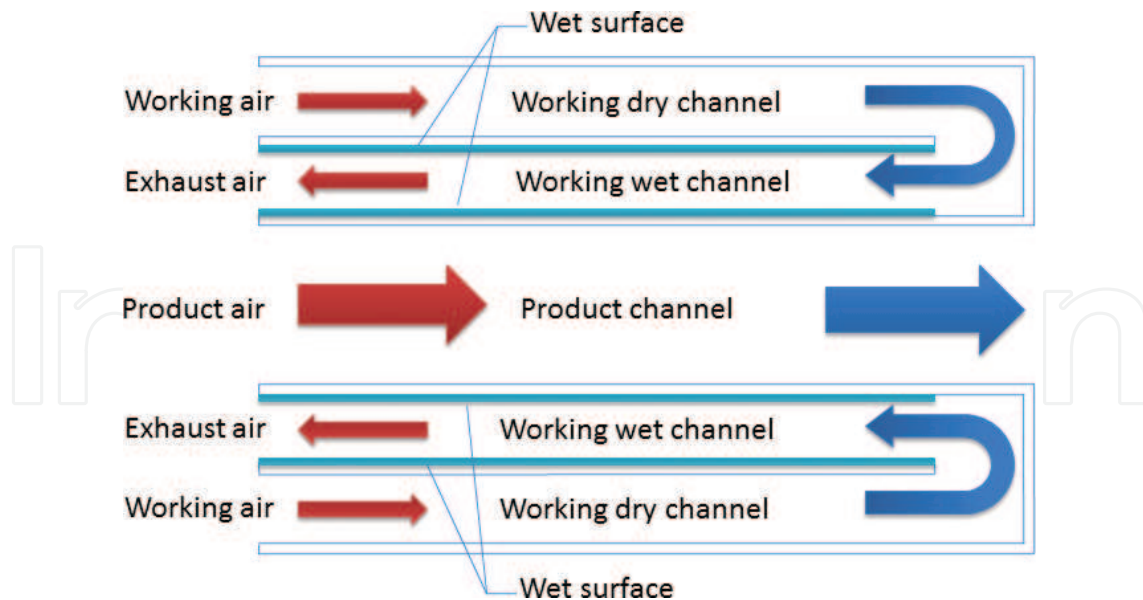 Wet surface
Working air
Working dry channel
Exhaust air
Working wet channel
Product air
Product channel
Exhaust air
Working wet channel
Working air
Working dry channel
Wet surface